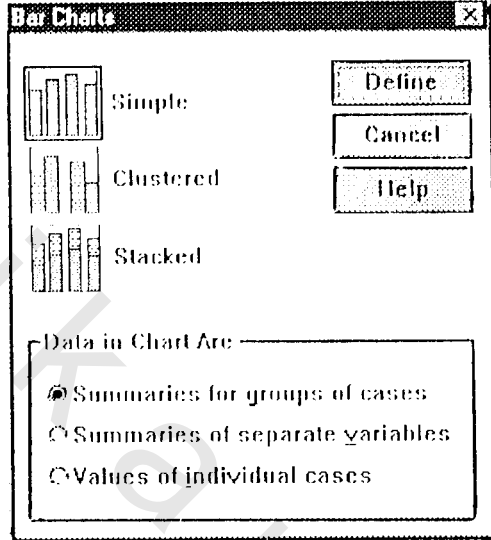 Bar Charts
Simple
Clustered
Stacked
Define
Cancel
Help
Data in Chart Are
Summaries for groups of cases
Summaries of separate variables
Values of individual cases